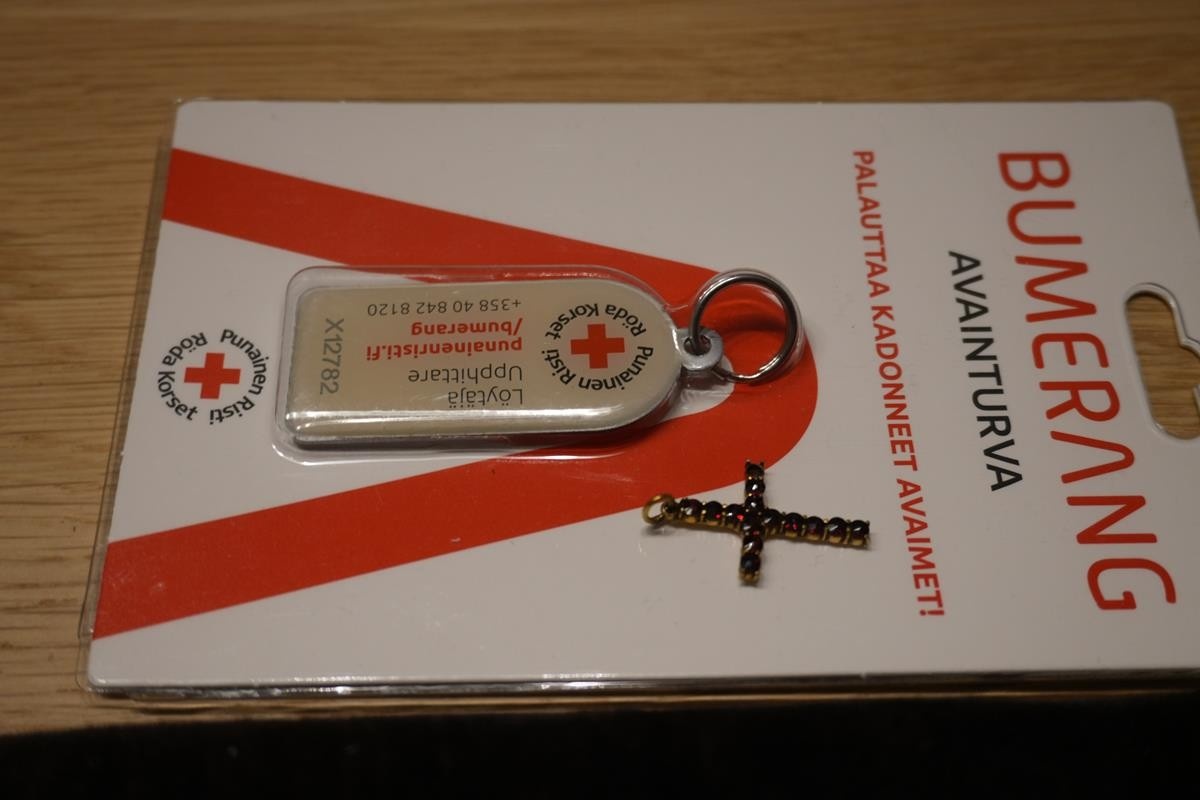 BUMERANG
AVAINTURVA
PALAUTTAA KADONNEET AVAIMET!
Punainen Risti
Röda Korset
Löytäjä
Upphittare
punainenristi.fi
/bumerang
+358 40 842 8120
X12782
Punainen Risti
Röda Korset